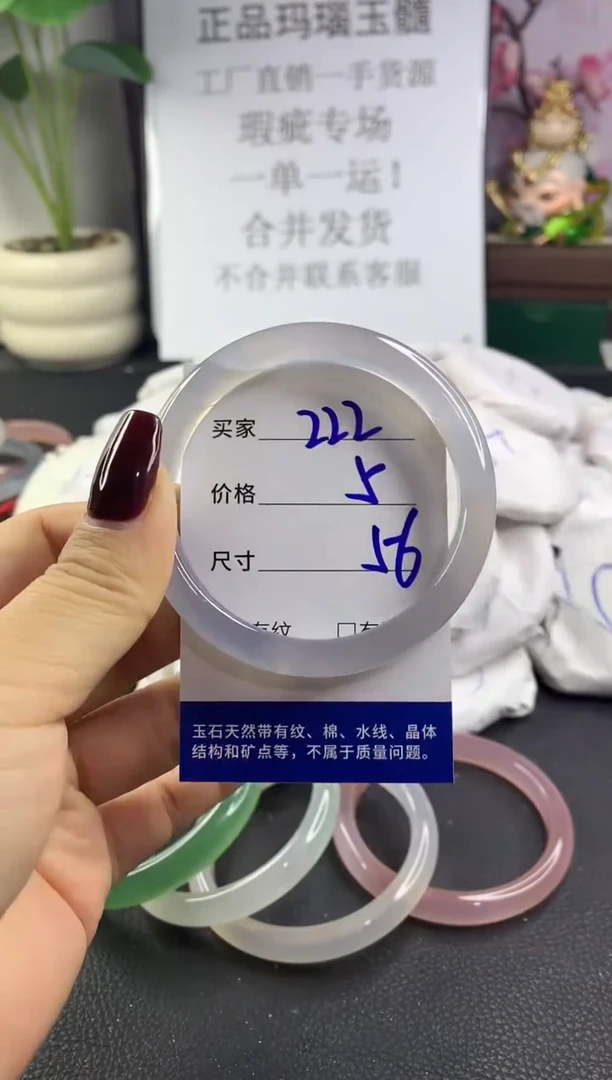 正品玛瑙玉髓
工厂直销一手货源
瑕疵专场
一单一运!
合并发货
不合并联系客服
买家 222
价格 5
尺寸 56
有纹 □有
玉石天然带有纹、棉、水线、晶体
结构和矿点等，不属于质量问题。